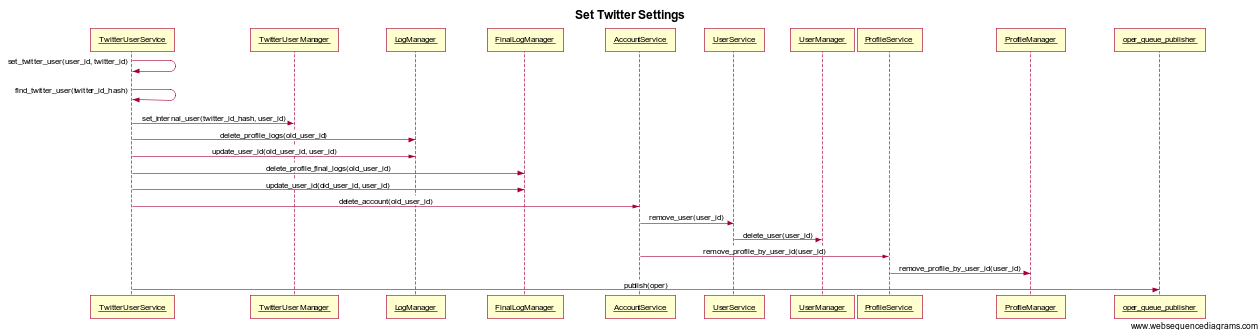 Set Twitter Settings
TwitterUserService
TwitterUserManager
LogManager
FinalLogManager
AccountService
UserService
UserManager
ProfileService
ProfileManager
oper_queue_publisher
set_twitter_user(user_id, twitter_id)
find_twitter_user(twitter_id_hash)
set_internal_user(twitter_id_hash, user_id)
delete_profile_logs(old_user_id)
update_user_id(old_user_id, user_id)
delete_profile_final_logs(old_user_id)
update_user_id(old_user_id, user_id)
delete_account(old_user_id)
remove_user(user_id)
delete_user(user_id)
remove_profile_by_user_id(user_id)
remove_profile_by_user_id(user_id)
publish(oper)
TwitterUserService
TwitterUserManager
LogManager
FinalLogManager
AccountService
UserService
UserManager
ProfileService
ProfileManager
oper_queue_publisher
www.websequencediagrams.com